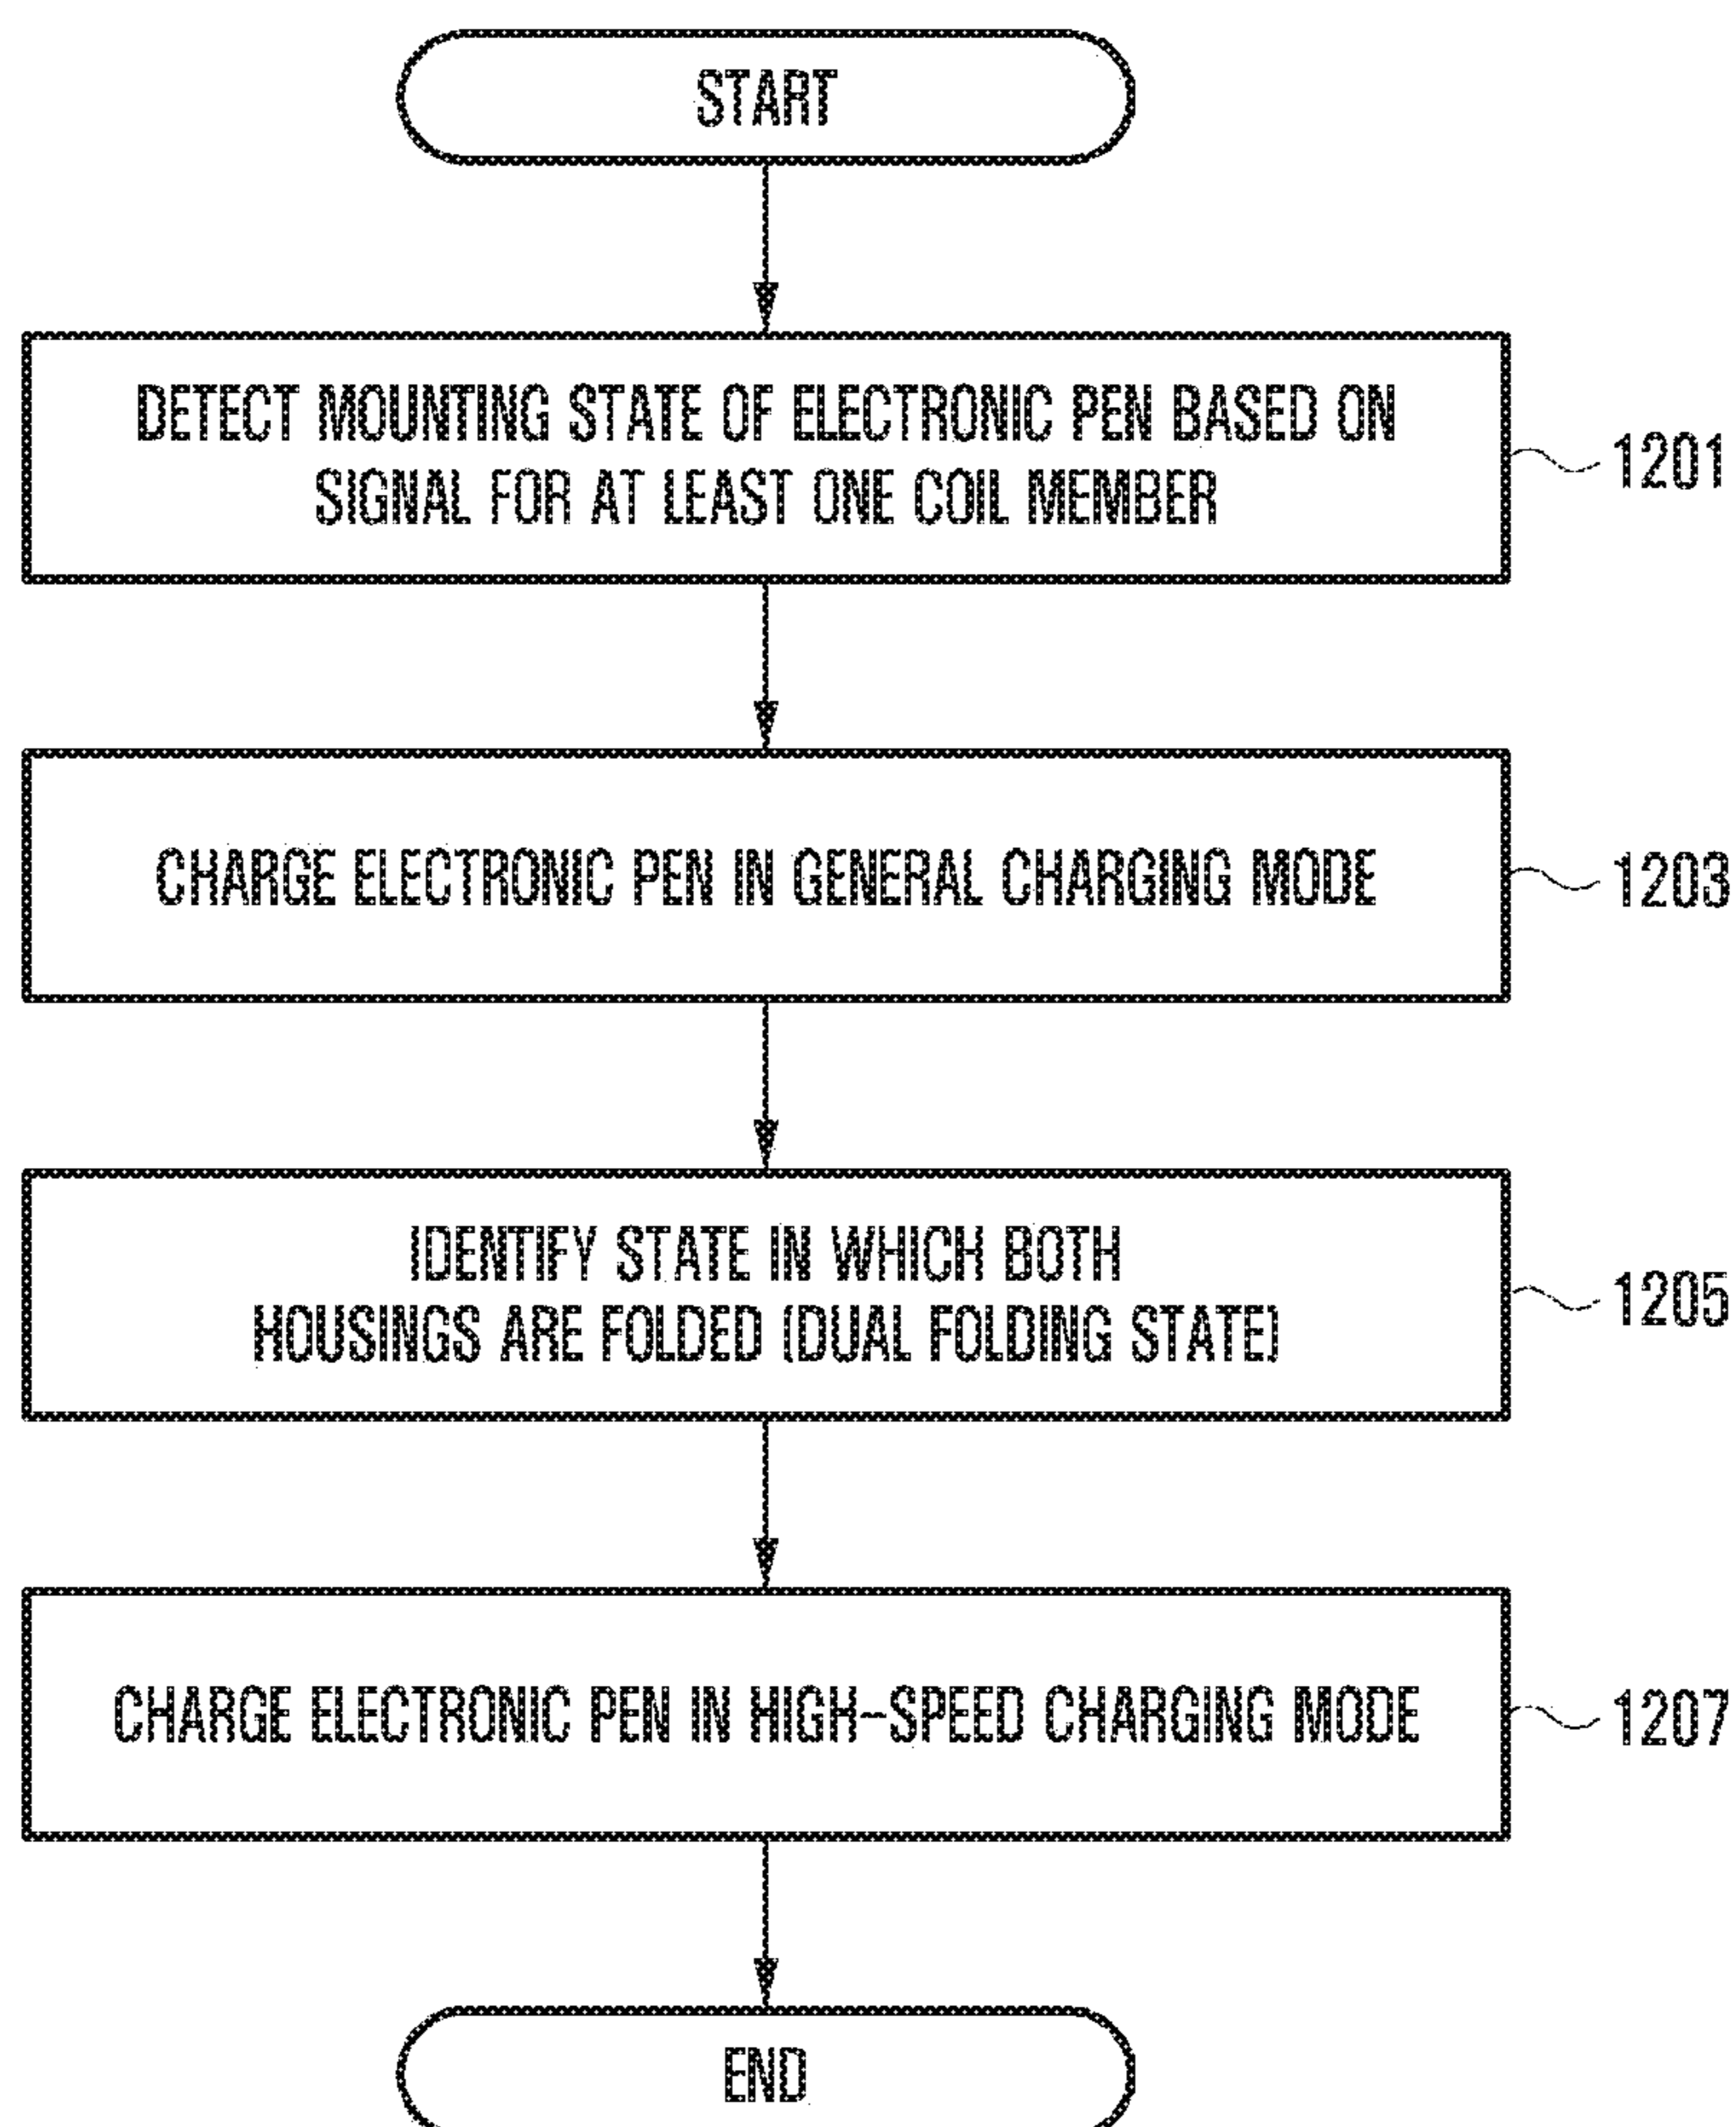 START
DETECT MOUNTING STATE OF ELECTRONIC PEN BASED ON
SIGNAL FOR AT LEAST ONE COIL MEMBER
1201
CHARGE ELECTRONIC PEN IN GENERAL CHARGING MODE
1203
IDENTIFY STATE IN WHICH BOTH
HOUSINGS ARE FOLDED (DUAL FOLDING STATE)
1205
CHARGE ELECTRONIC PEN IN HIGH-SPEED CHARGING MODE
1207
END